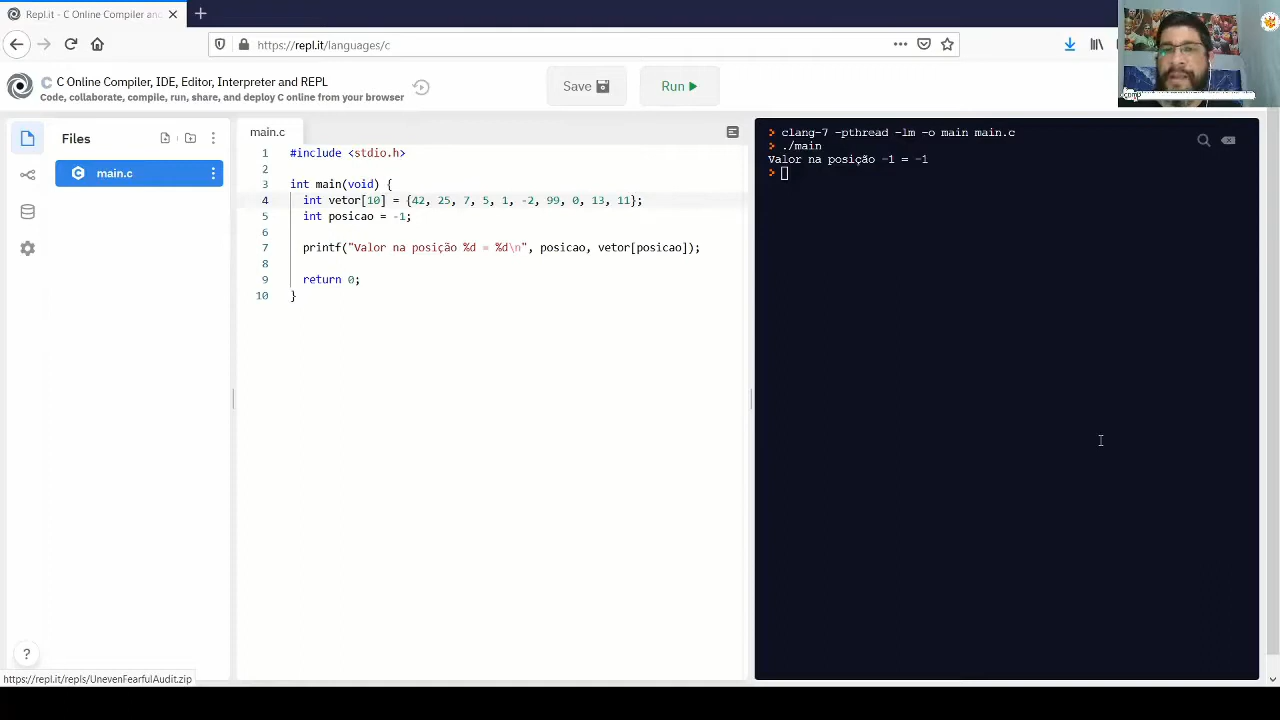 Repl.it - C Online Compiler and
https://repl.it/languages/c
C Online Compiler, IDE, Editor, Interpreter and REPL
Code, collaborate, compile, run, share, and deploy C online from your browser
Save
Run
Files
main.c
main.c
1 #include <stdio.h>
2
3 int main(void) {
4 int vetor[10] = {42, 25, 7, 5, 1, -2, 99, 0, 13, 11};
5 int posicao = -1;
6
7 printf("Valor na posição %d = %d\n", posicao, vetor[posicao]);
8
9 return 0;
10 }
clang-7 -pthread -lm -o main main.c
./main
Valor na posição -1 = -1
?
https://repl.it/repls/UnevenFearfulAudit.zip